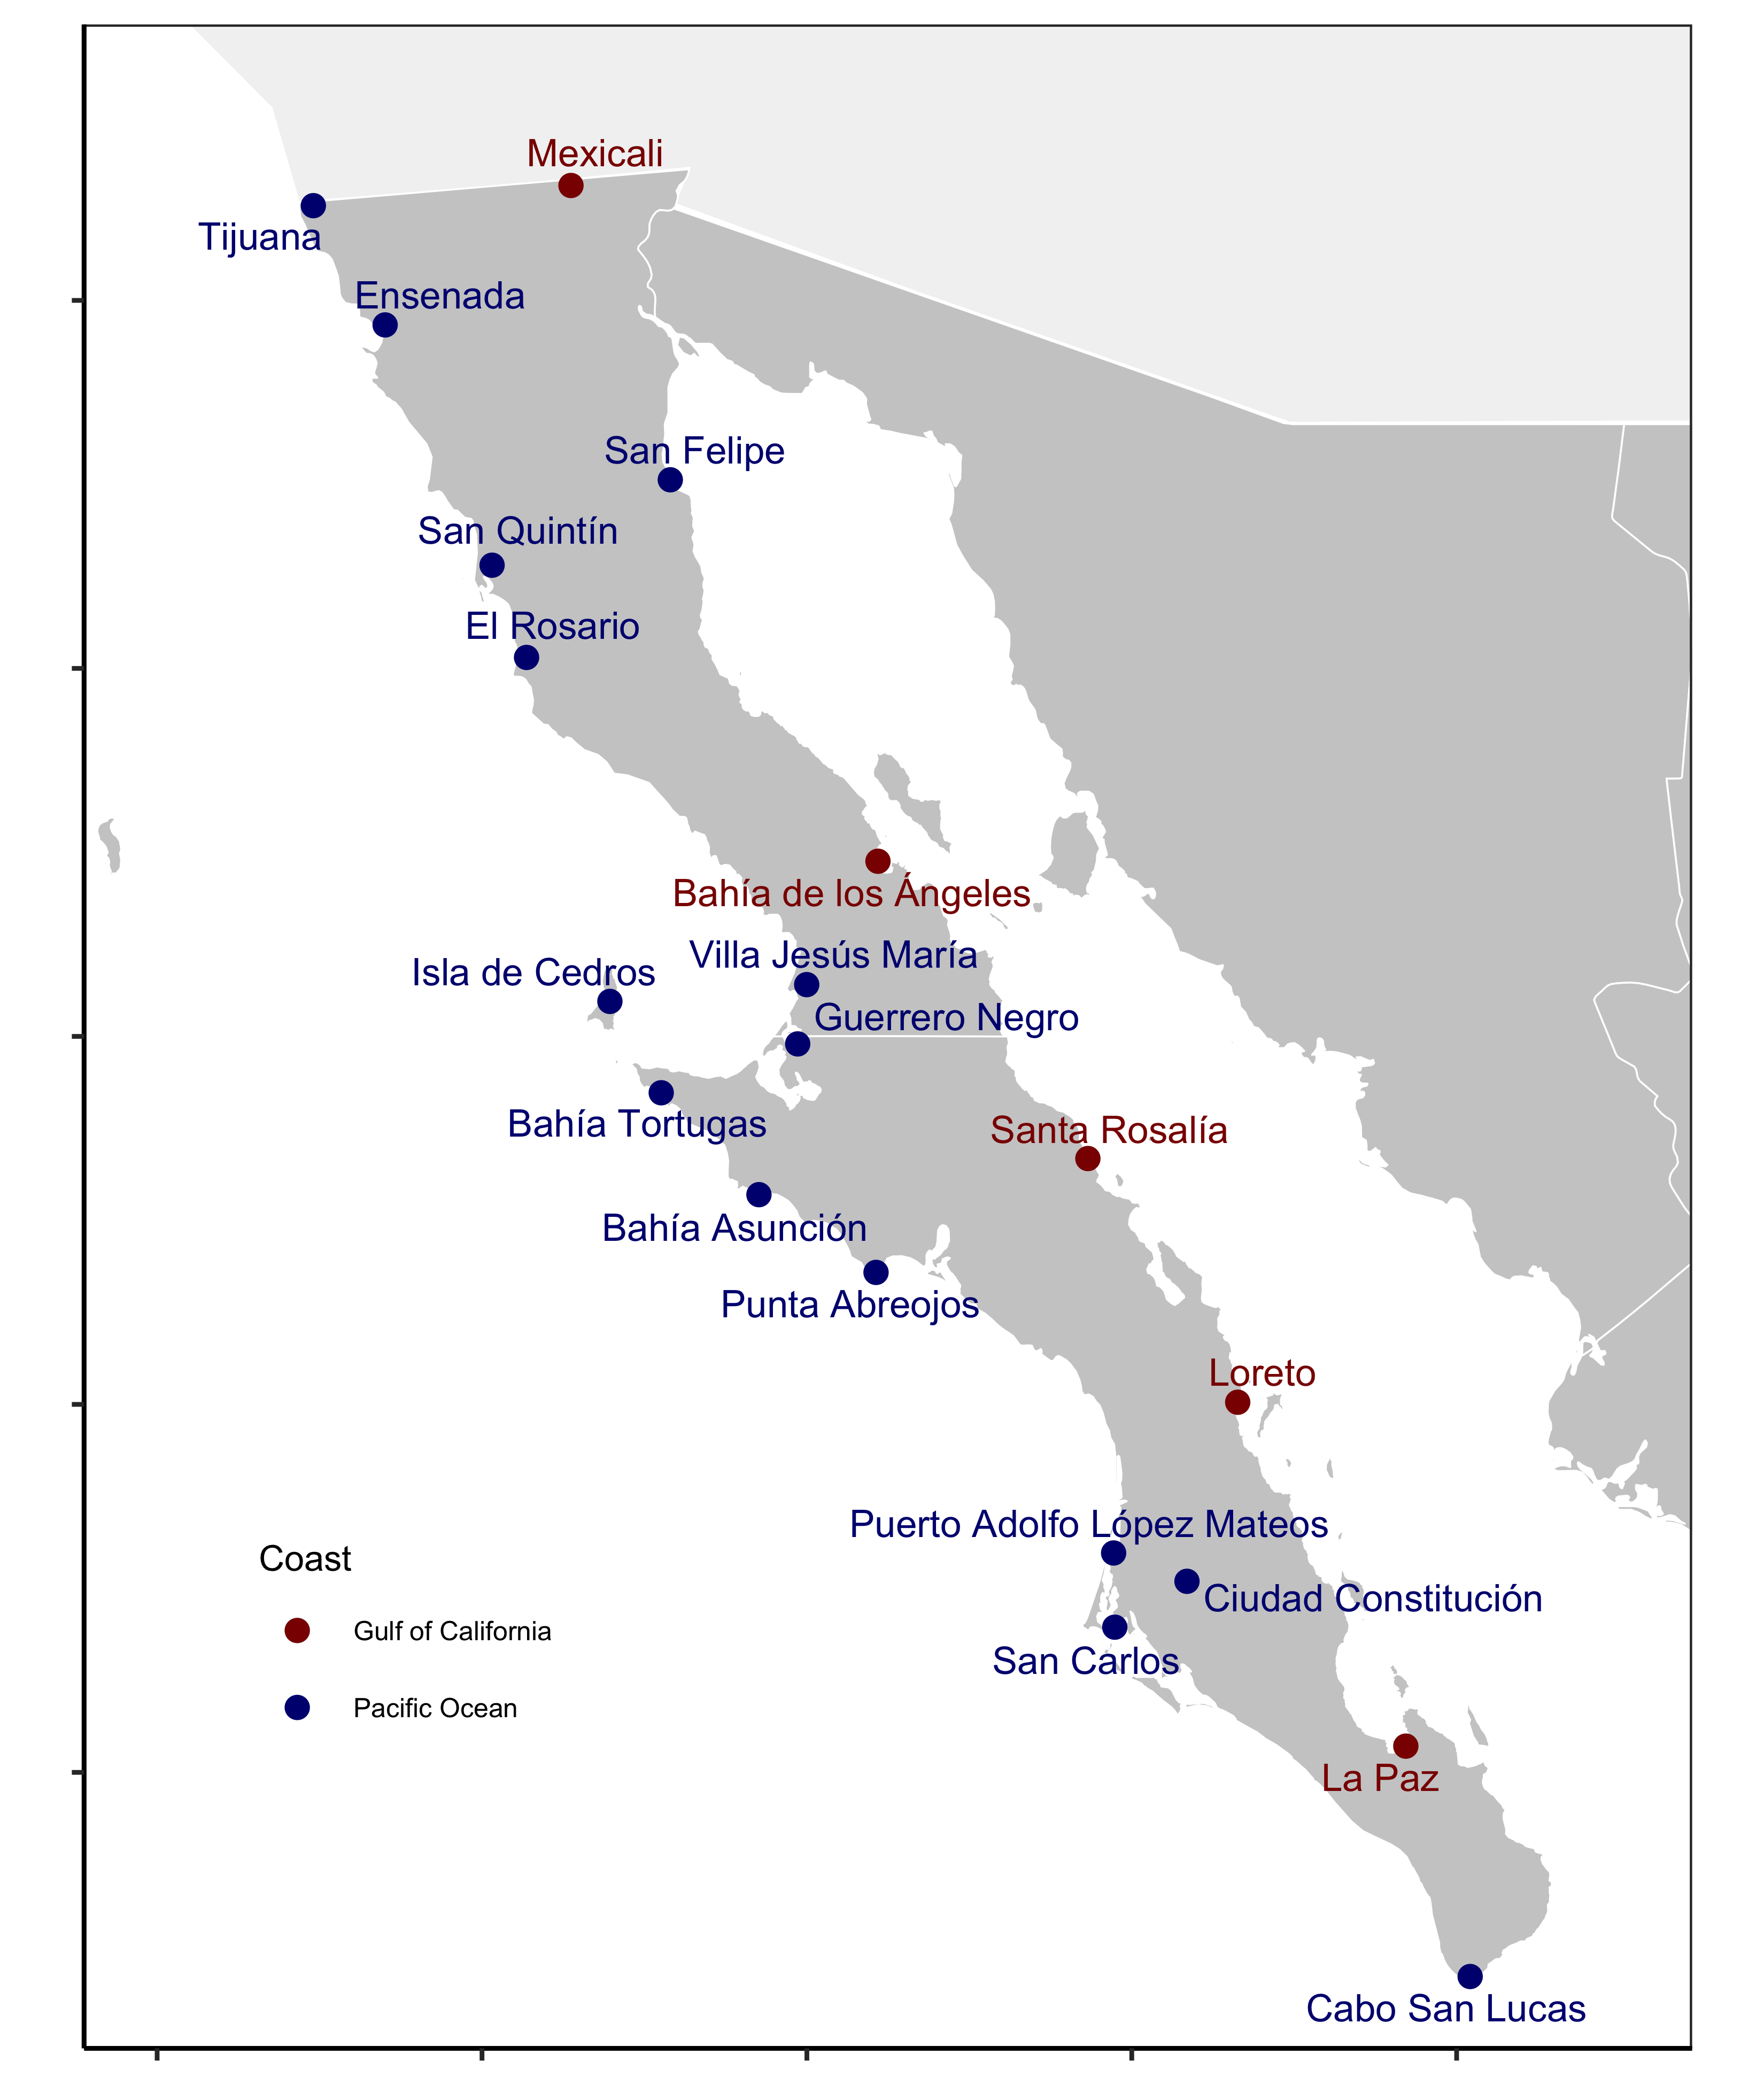 Mexicali
Tijuana
Ensenada
San Felipe
San Quintín
El Rosario
Bahía de los Ángeles
Villa Jesús María
Isla de Cedros
Guerrero Negro
Bahía Tortugas
Santa Rosalía
Bahía Asunción
Punta Abreojos
Loreto
Puerto Adolfo López Mateos
Coast
Ciudad Constitución
Gulf of California
San Carlos
Pacific Ocean
La Paz
Cabo San Lucas